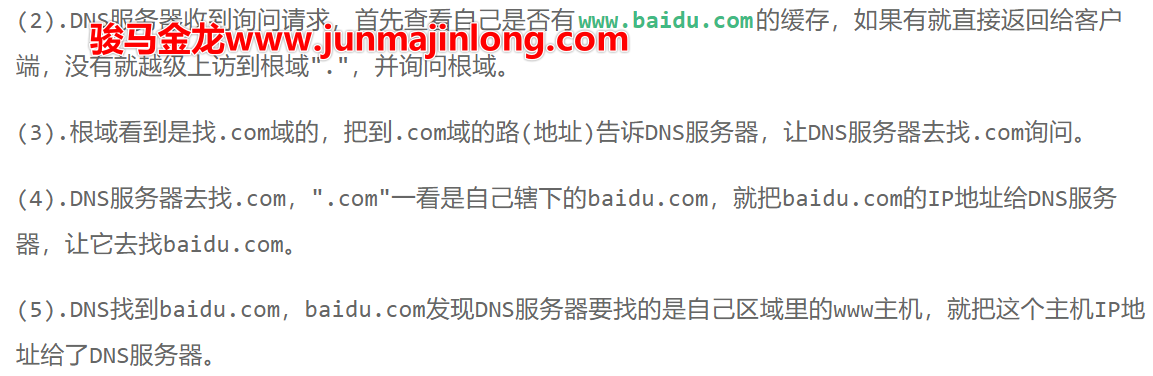 (2).DNS服务器收到询问请求，首先查看自己是否有www.baidu.com的缓存，如果有就直接返回给客户
骏马金龙www.junmajinlong.com
端，没有就越级上访到根域"."，并询问根域。
(3).根域看到是找.com域的，把到.com域的路(地址)告诉DNS服务器，让DNS服务器去找.com询问。
(4).DNS服务器去找.com，".com"一看是自己辖下的baidu.com，就把baidu.com的IP地址给DNS服务
器，让它去找baidu.com。
(5).DNS找到baidu.com，baidu.com发现DNS服务器要找的是自己区域里的www主机，就把这个主机IP地
址给了DNS服务器。